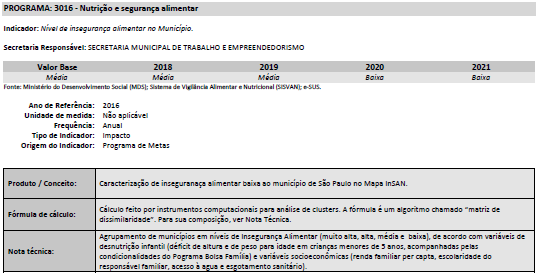 PROGRAMA: 3016 - Nutrição e segurança alimentar
Indicador: Nível de insegurança alimentar no Município.
Secretaria Responsável: SECRETARIA MUNICIPAL DE TRABALHO E EMPREENDEDORISMO
Valor Base 2018 2019 2020 2021
Média Média Média Baixa Baixa
Fonte: Ministério do Desenvolvimento Social (MDS); Sistema de Vigilância Alimentar e Nutricional (SISVAN); e-SUS.
Ano de Referência: 2016
Unidade de medida: Não aplicável
Frequência: Anual
Tipo de Indicador: Impacto
Origem do Indicador: Programa de Metas
Produto / Conceito: Caracterização de insegurança alimentar baixa ao município de São Paulo no Mapa InSAN.
Fórmula de cálculo: Cálculo feito por instrumentos computacionais para análise de clusters. A fórmula é um algoritmo chamado "matriz de
dissimilaridade". Para sua composição, ver Nota Técnica.
Nota técnica: Agrupamento de municípios em níveis de Insegurança Alimentar (muito alta, alta, média e baixa), de acordo com variáveis de
desnutrição infantil (déficit de altura e de peso para idade em crianças menores de 5 anos, acompanhadas pelas
condicionalidades do Pograma Bolsa Família) e variáveis socioeconômicas (renda familiar per capta, escolaridade do
responsável familiar, acesso à agua e esgotamento sanitário).